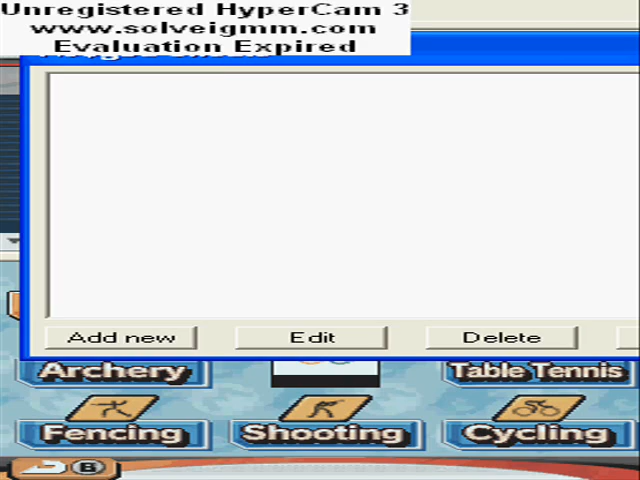 Unregistered HyperCam 3
www.solveigmm.com
Evaluation Expired
Add new
Edit
Delete
Archery
Table Tennis
Fencing
Shooting
Cycling
B